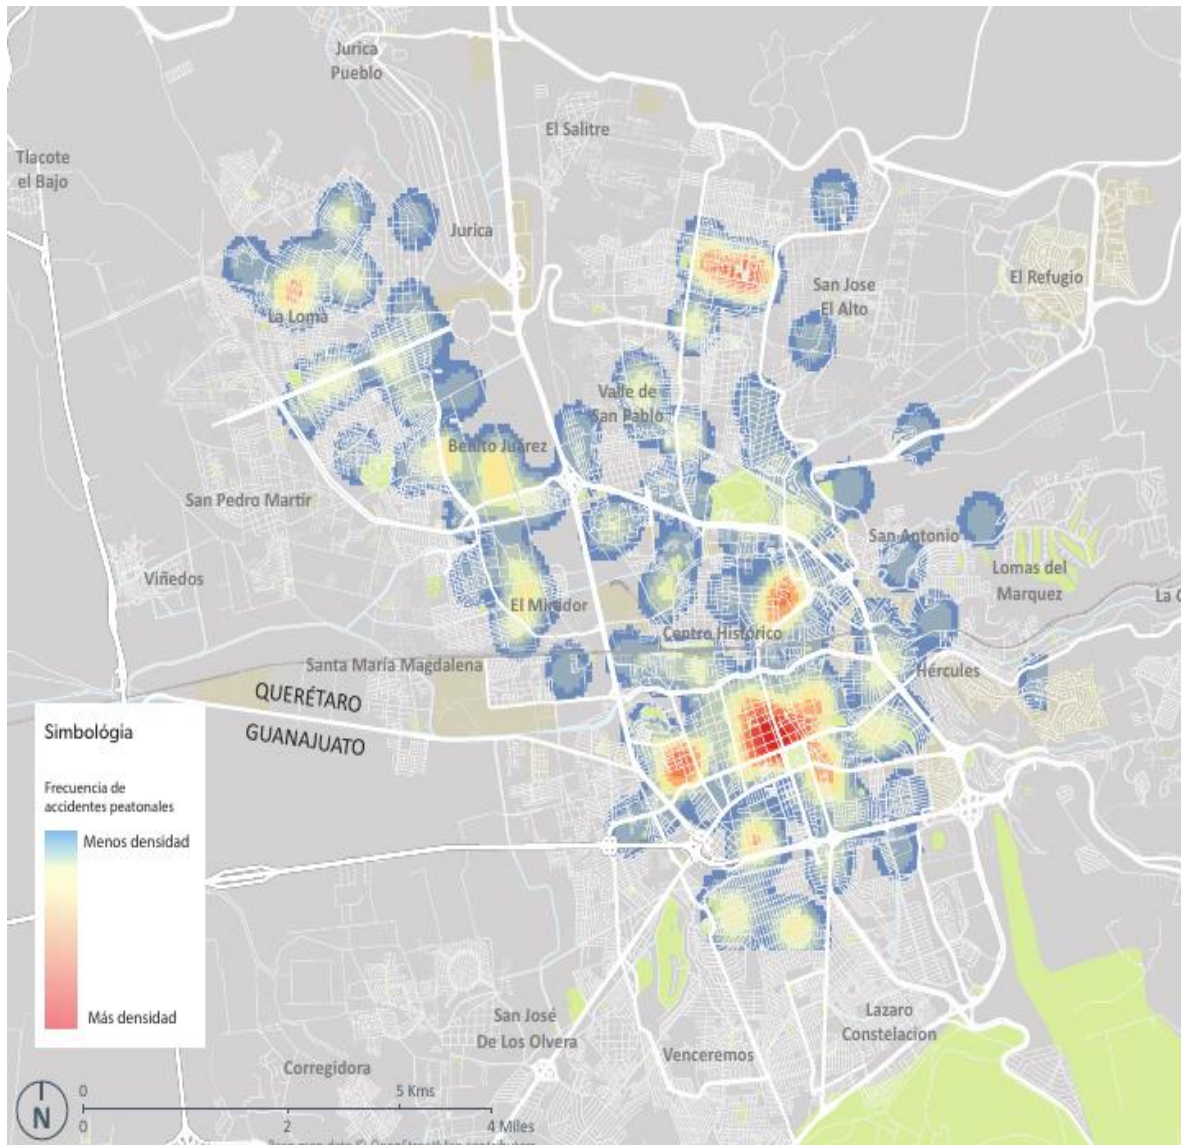 Jurica
Pueblo
El Salitre
Tlacote
el Bajo
Jurica
El Refugio
San Jose
El Alto
La Loma
Valle de
San Pablo
Benito Juárez
San Pedro Martír
San Antonio
Lomas del
Marquez
Viñedos
El Mirador
La
Centro Histórico
Santa María Magdalena
Hércules
QUERÉTARO
GUANAJUATO
Simbológia
Frecuencia de
accidentes peatonales
Menos densidad
Más densidad
San José
De Los Olvera
Lazaro
Constelacion
Venceremos
Corregidora
N
0 5 Kms
0 2 4 Miles